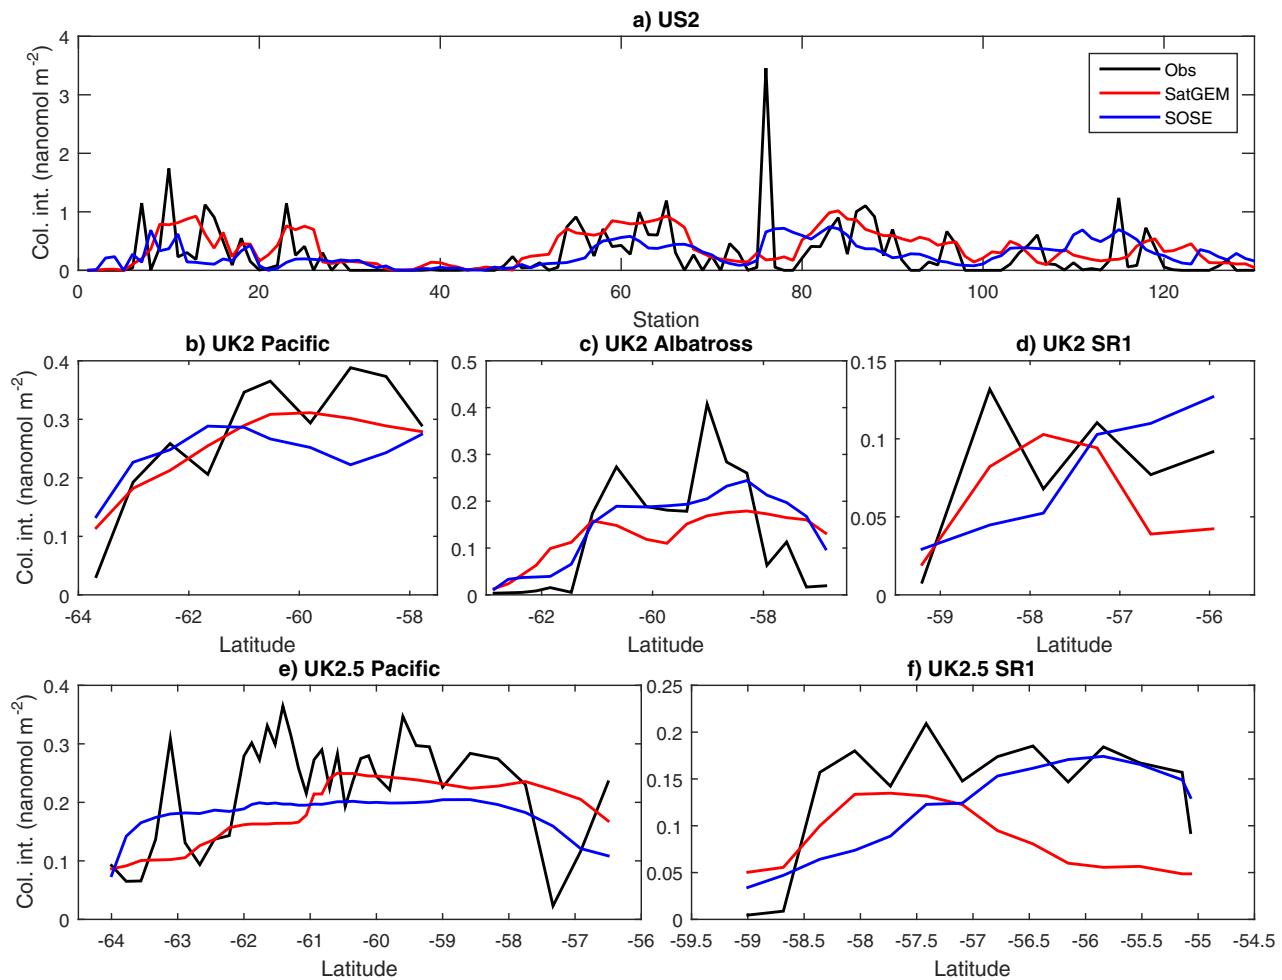 a) US2
Col. int. (nanomol m-2)
4
3
2
1
0
Obs
SatGEM
SOSE
0 20 40 60 80 100 120
Station
b) UK2 Pacific
Col. int. (nanomol m-2)
0.4
0.3
0.2
0.1
0
-64 -62 -60 -58
Latitude
c) UK2 Albatross
0.5
0.4
0.3
0.2
0.1
0
-62 -60 -58
Latitude
d) UK2 SR1
0.15
0.1
0.05
0
-59 -58 -57 -56
Latitude
e) UK2.5 Pacific
Col. int. (nanomol m-2)
0.4
0.3
0.2
0.1
0
-64 -63 -62 -61 -60 -59 -58 -57 -56
Latitude
f) UK2.5 SR1
0.25
0.2
0.15
0.1
0.05
0
-59.5 -59 -58.5 -58 -57.5 -57 -56.5 -56 -55.5 -55 -54.5
Latitude